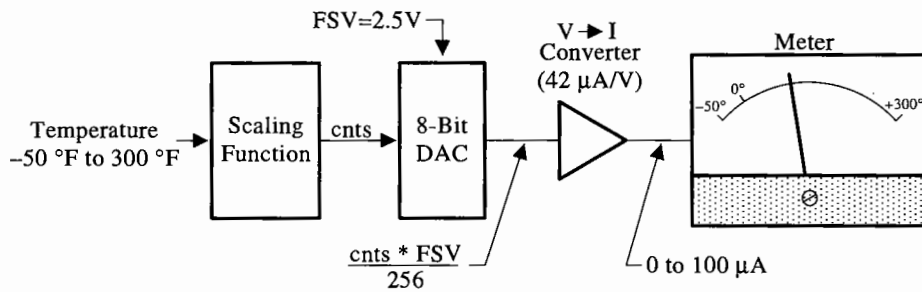 FSV=2.5V
V → I
Converter
(42 μA/V)
Meter
Temperature
–50 °F to 300 °F
Scaling
Function
cnts
8-Bit
DAC
–50°
0°
+300°
cnts * FSV
256
0 to 100 μA